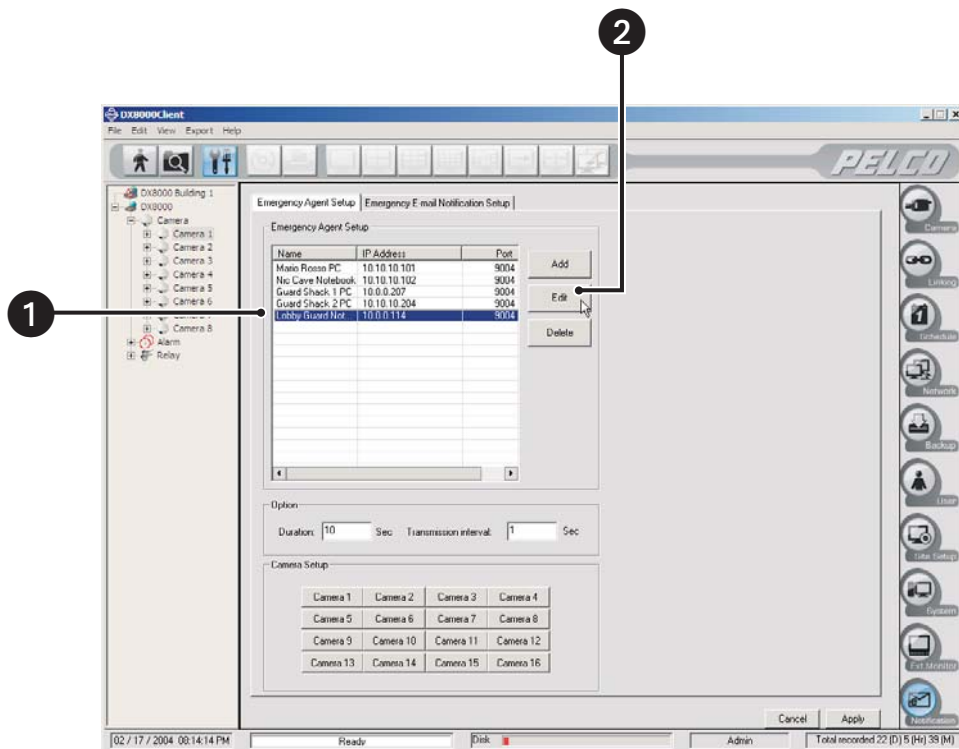 2
DX8000Client
File Edit View Export Help
PELCO
DX8000 Building 1
DX8000
Camera
Camera 1
Camera 2
Camera 3
Camera 4
Camera 5
Camera 6
Camera 8
Alarm
Relay
1
Emergency Agent Setup Emergency E-mail Notification Setup
Emergency Agent Setup
Name IP Address Port
Mario Rosso PC 10.10.10.101 9004
Nic Cave Notebook 10.10.10.102 9004
Guard Shack 1 PC 10.0.0.207 9004
Guard Shack 2 PC 10.10.10.204 9004
Lobby Guard Not... 10.0.0.114 9004
Add
Edit
Delete
Option
Duration: 10 Sec Transmission interval: 1 Sec
Camera Setup
Camera 1 Camera 2 Camera 3 Camera 4
Camera 5 Camera 6 Camera 7 Camera 8
Camera 9 Camera 10 Camera 11 Camera 12
Camera 13 Camera 14 Camera 15 Camera 16
Camera
Linking
Schedule
Network
Backup
User
Site Setup
System
Ext Monitor
Notification
Cancel Apply
02 / 17 / 2004 08:14:14 PM Ready Disk Admin Total recorded 22 (D) 5 (Hr) 39 (M)